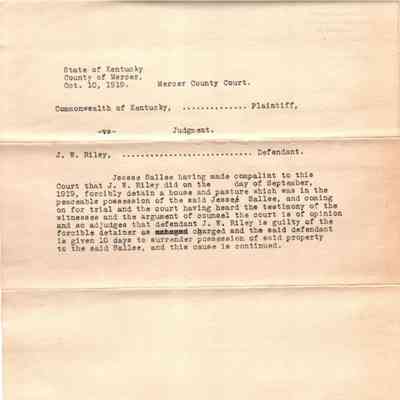 State of Kentucky
County of Mercer.
Oct. 10, 1919. Mercer County Court.
Commonwealth of Kentucky, .............. Plaintiff,
-vs- Judgment.
J. W. Riley, ............................ Defendant.
Jesses Sallee having made compalint to this
Court that J. W. Riley did on the day of September,
1919, forcibly detain a house and pasture which was in the
peaceable possession of the said Jesses Sallee, and coming
on for trial and the court having heard the testimony of the
witnesses and the argument of counsel the court is of opinion
and so adjudges that defendant J. W. Riley is guilty of the
forcible detainer as charged and the said defendant
is given 10 days to surrender possession of said property
to the said Sallee, and this cause is continued.